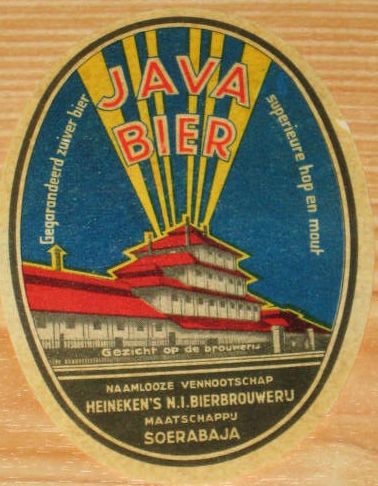 JAVA
BIER
Gegarandeerd zuiver bier
superieure hop en mout
Gezicht op de brouwerij
NAAMLOOZE VENNOOTSCHAP
HEINEKEN'S N.I. BIERBROUWERIJ
MAATSCHAPPIJ
SOERABAJA